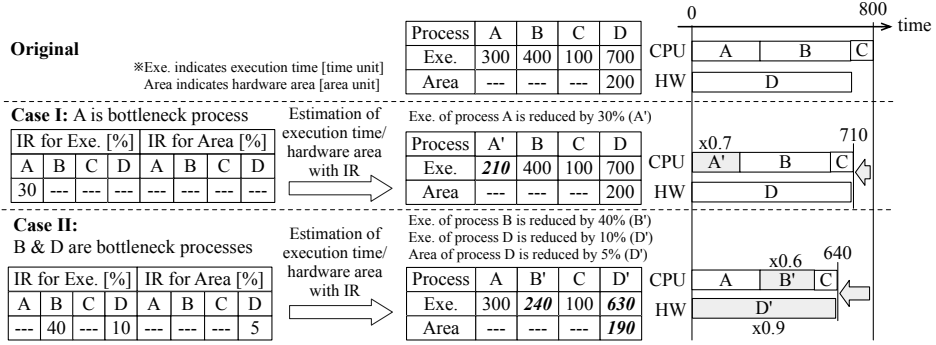 0 800
time
Original
※Exe. indicates execution time [time unit]
Area indicates hardware area [area unit]
Process A B C D
Exe. 300 400 100 700
Area --- --- --- 200
CPU A B C
HW D
Case I: A is bottleneck process
IR for Exe. [%] IR for Area [%]
A B C D A B C D
30 --- --- --- --- --- --- ---
Estimation of
execution time/
hardware area
with IR
Exe. of process A is reduced by 30% (A')
Process A' B C D
Exe. 210 400 100 700
Area --- --- --- 200
x0.7 710
CPU A' B C
HW D
Case II:
B & D are bottleneck processes
IR for Exe. [%] IR for Area [%]
A B C D A B C D
--- 40 --- 10 --- --- --- 5
Estimation of
execution time/
hardware area
with IR
Exe. of process B is reduced by 40% (B')
Exe. of process D is reduced by 10% (D')
Area of process D is reduced by 5% (D')
Process A B' C D'
Exe. 300 240 100 630
Area --- --- --- 190
x0.6 640
CPU A B' C
HW D'
x0.9